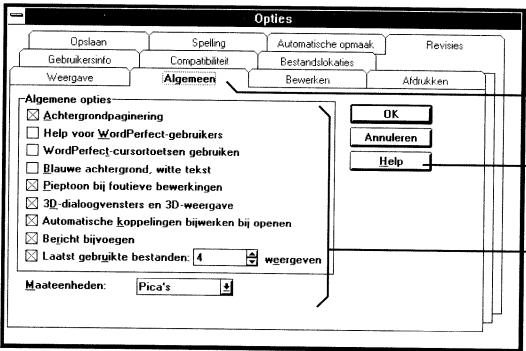 Opties
Opslaan Spelling Automatische opmaak Revisies
Gebruikersinfo Compatibiliteit Bestandslokaties
Weergave Algemeen Bewerken Afdrukken
Algemene opties
Achtergrondpaginering
Help voor WordPerfect-gebruikers
WordPerfect-cursortoetsen gebruiken
Blauwe achtergrond, witte tekst
Pieptoon bij foutieve bewerkingen
3D-dialoogvensters en 3D-weergave
Automatische koppelingen bijwerken bij openen
Bericht bijvoegen
Laatst gebruikte bestanden: 4 weergeven
Maateenheden: Pica's
OK
Annuleren
Help